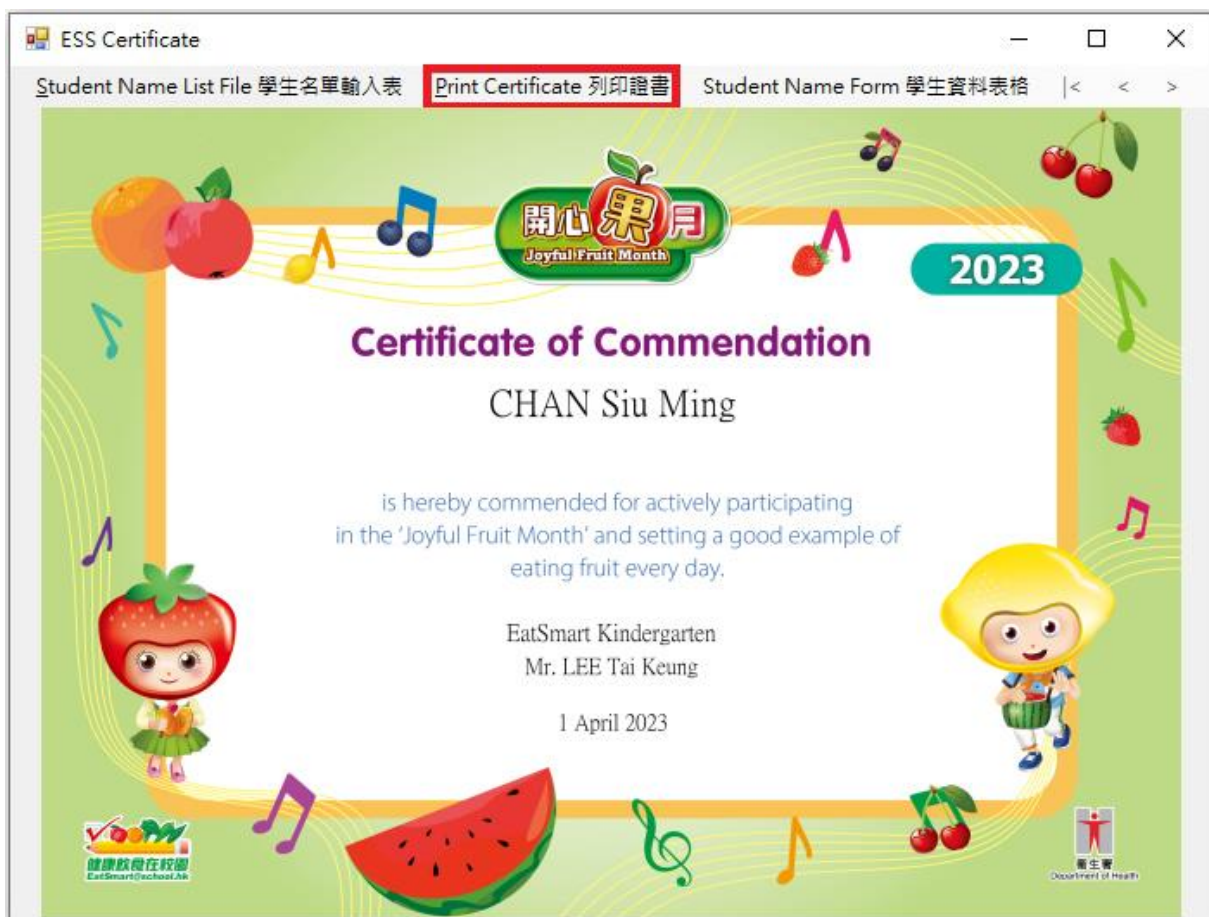 ESS Certificate
Student Name List File 學生名單輸入表 Print Certificate 列印證書 Student Name Form 學生資料表格 |< < >
開心果月
Joyful Fruit Month
2023
Certificate of Commendation
CHAN Siu Ming
is hereby commended for actively participating
in the 'Joyful Fruit Month' and setting a good example of
eating fruit every day.
EatSmart Kindergarten
Mr. LEE Tai Keung
1 April 2023
健康飲食在校園
EatSmart@school.hk
衞生署
Department of Health